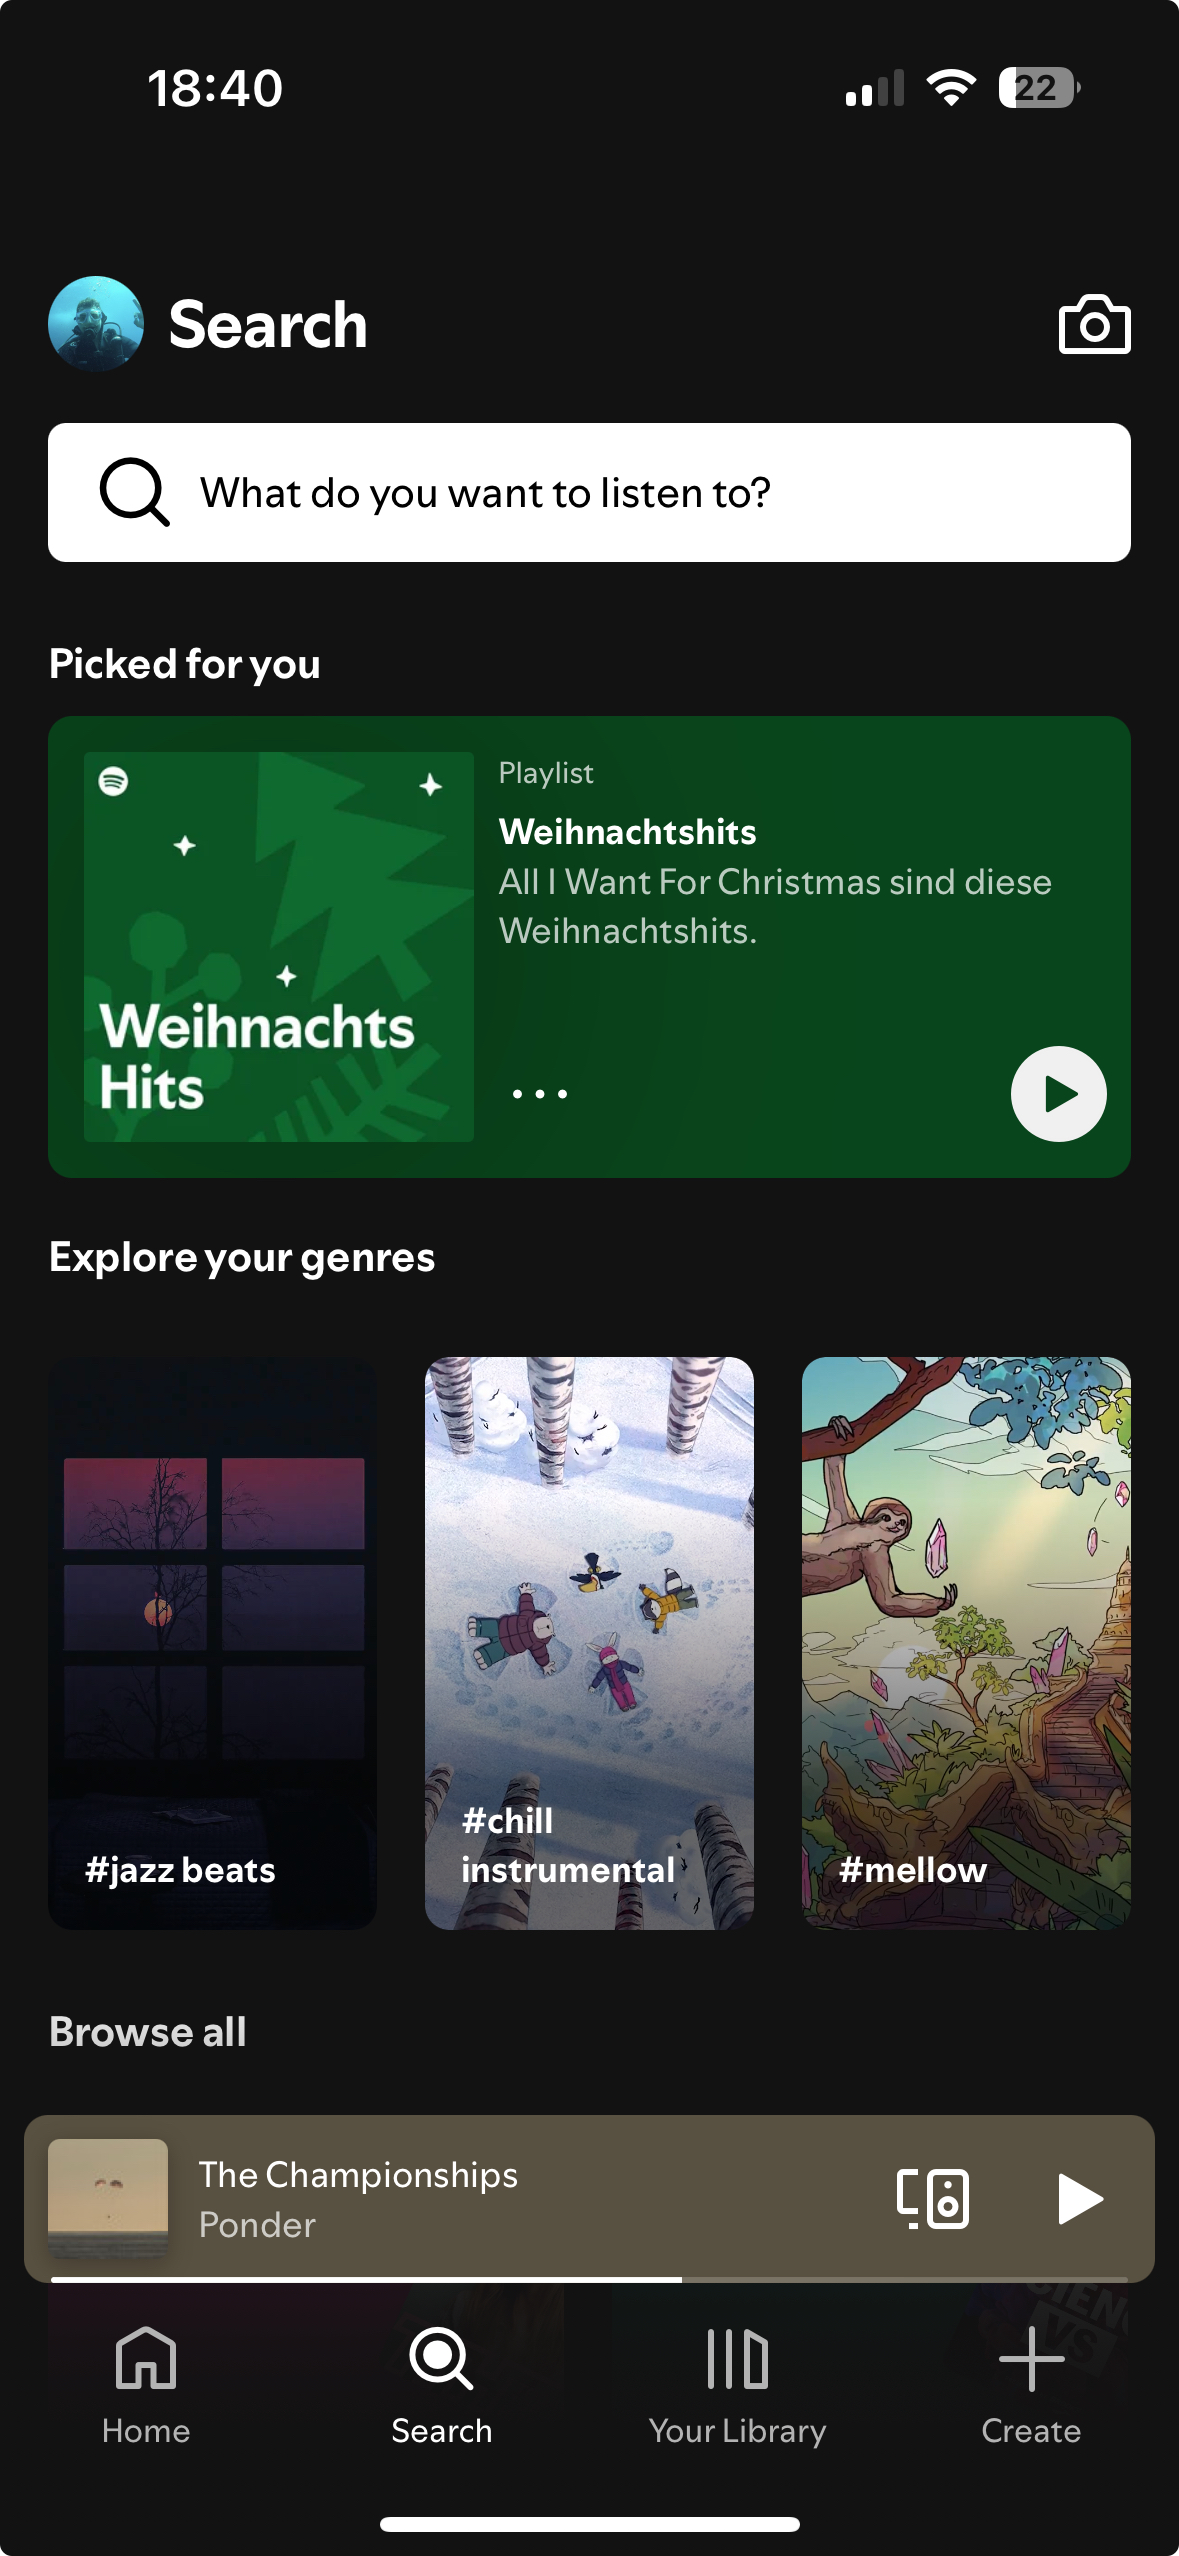 18:40
22
Search
What do you want to listen to?
Picked for you
Playlist
Weihnachtshits
All I Want For Christmas sind diese
Weihnachtshits.
Weihnachts
Hits
Explore your genres
#jazz beats
#chill
instrumental
#mellow
Browse all
The Championships
Ponder
VS
Home
Search
Your Library
Create